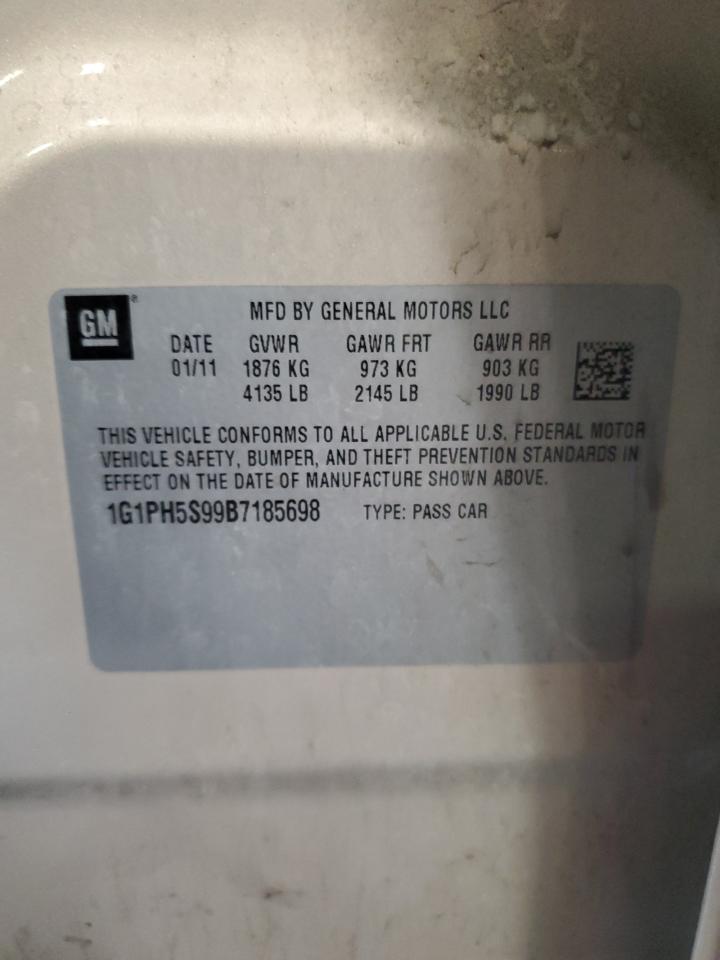 GM®
MFD BY GENERAL MOTORS LLC
DATE GVWR GAWR FRT GAWR RR
01/11 1876 KG 973 KG 903 KG
4135 LB 2145 LB 1990 LB
THIS VEHICLE CONFORMS TO ALL APPLICABLE U.S. FEDERAL MOTOR
VEHICLE SAFETY, BUMPER, AND THEFT PREVENTION STANDARDS IN
EFFECT ON THE DATE OF MANUFACTURE SHOWN ABOVE.
1G1PH5S99B7185698 TYPE: PASS CAR